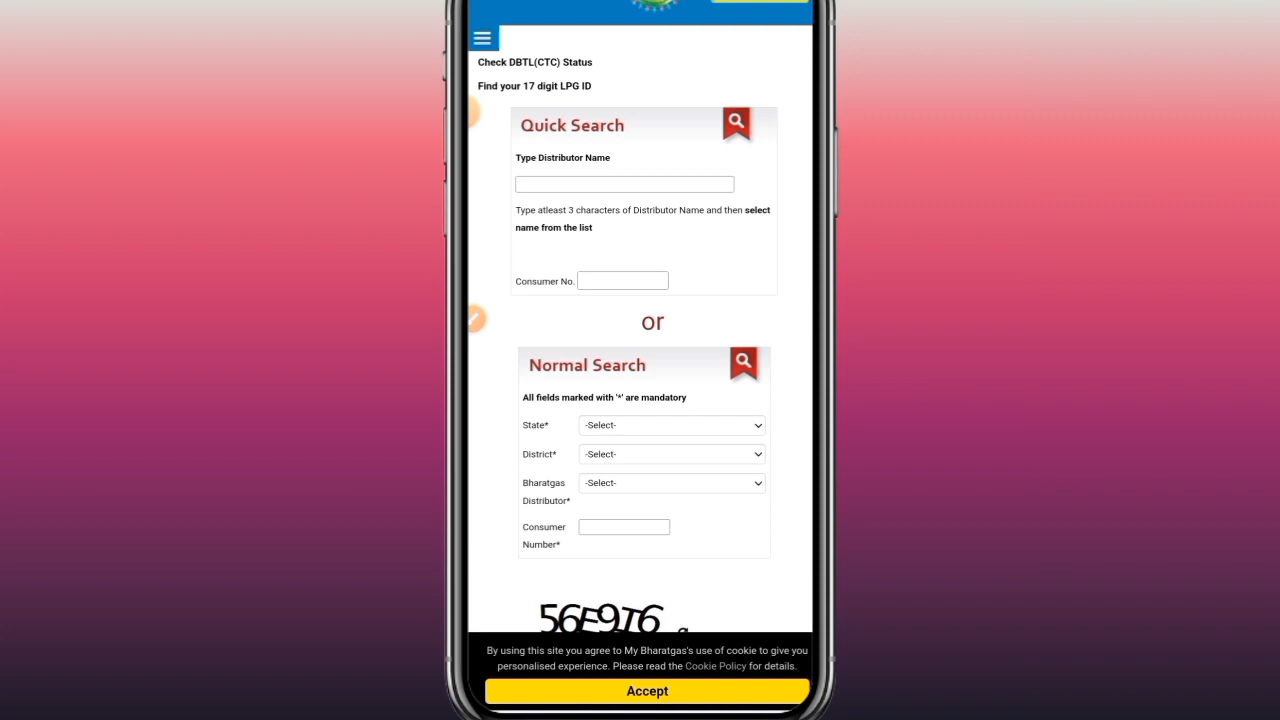 Check DBTL(CTC) Status
Find your 17 digit LPG ID
Quick Search
Type Distributor Name
Type atleast 3 characters of Distributor Name and then select
name from the list
Consumer No.
or
Normal Search
All fields marked with '*' are mandatory
State* -Select-
District* -Select-
Bharatgas -Select-
Distributor*
Consumer
Number*
56E9T6
By using this site you agree to My Bharatgas's use of cookie to give you
personalised experience. Please read the Cookie Policy for details.
Accept